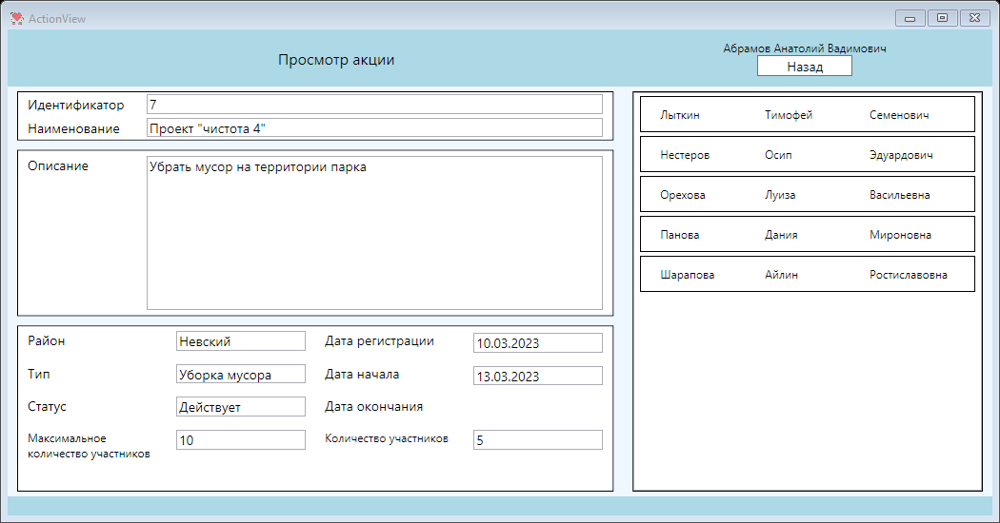 ActionView
Просмотр акции
Абрамов Анатолий Вадимович
Назад
Идентификатор 7
Наименование Проект "чистота 4"
Описание Убрать мусор на территории парка
Район Невский Дата регистрации 10.03.2023
Тип Уборка мусора Дата начала 13.03.2023
Статус Действует Дата окончания
Максимальное
количество участников 10 Количество участников 5
Лыткин Тимофей Семенович
Нестеров Осип Эдуардович
Орехова Луиза Васильевна
Панова Дания Мироновна
Шарапова Айлин Ростиславовна